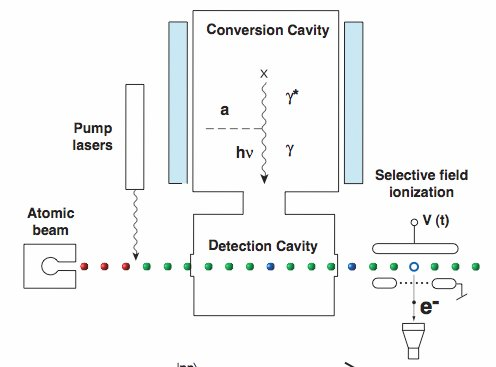 Conversion Cavity
x
γ*
a
hν
γ
Pump
lasers
Selective field
ionization
V (t)
Atomic
beam
Detection Cavity
e-